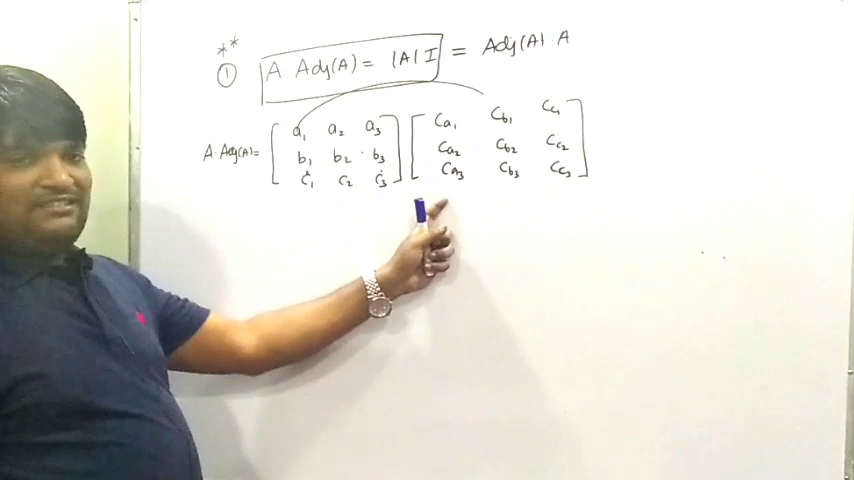 **
① A Adj(A) = |A| I = Adj(A) . A
A. Adj(A) = [ a₁ a₂ a₃ ] [ Ca₁ Cb₁ Cc₁ ]
[ b₁ b₂ b₃ ] [ Ca₂ Cb₂ Cc₂ ]
[ c₁ c₂ c₃ ] [ Ca₃ Cb₃ Cc₃ ]